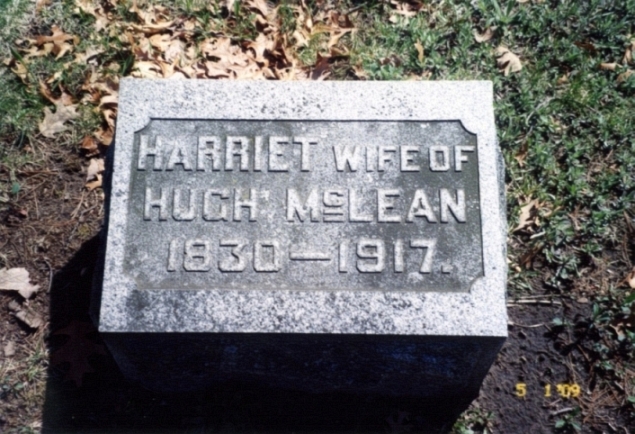 HARRIET WIFE OF
HUGH McLEAN
1830—1917.
5 1 '09